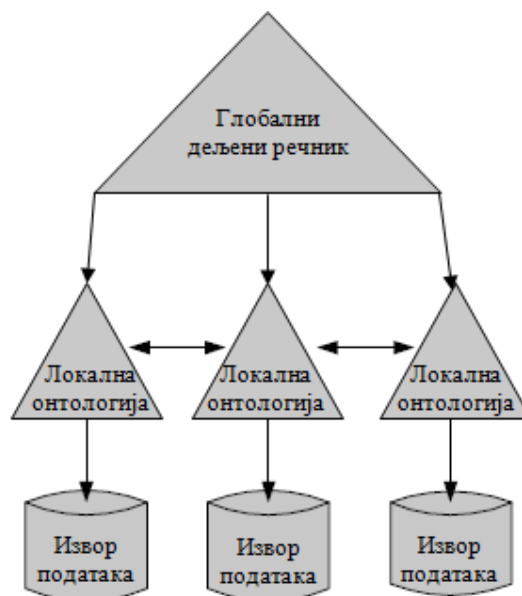 Глобални
дељени речник
Локална
онтологија
Локална
онтологија
Локална
онтологија
Извор
података
Извор
података
Извор
података